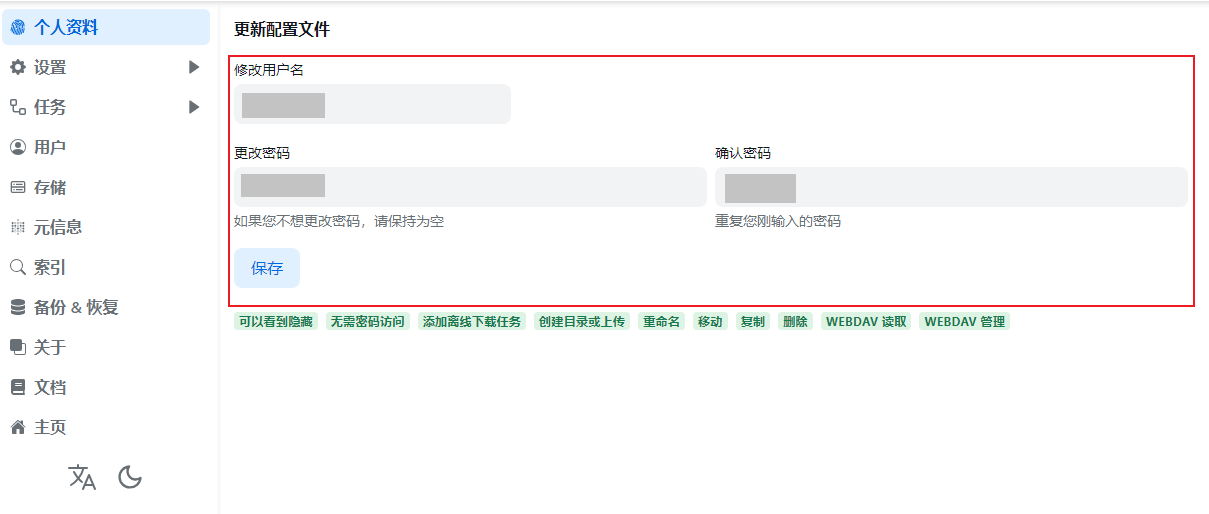 个人资料
设置
任务
用户
存储
元信息
索引
备份 & 恢复
关于
文档
主页
更新配置文件
修改用户名
更改密码
确认密码
如果您不想更改密码，请保持为空
重复您刚输入的密码
保存
可以看到隐藏 无需密码访问 添加离线下载任务 创建目录或上传 重命名 移动 复制 删除 WEBDAV 读取 WEBDAV 管理